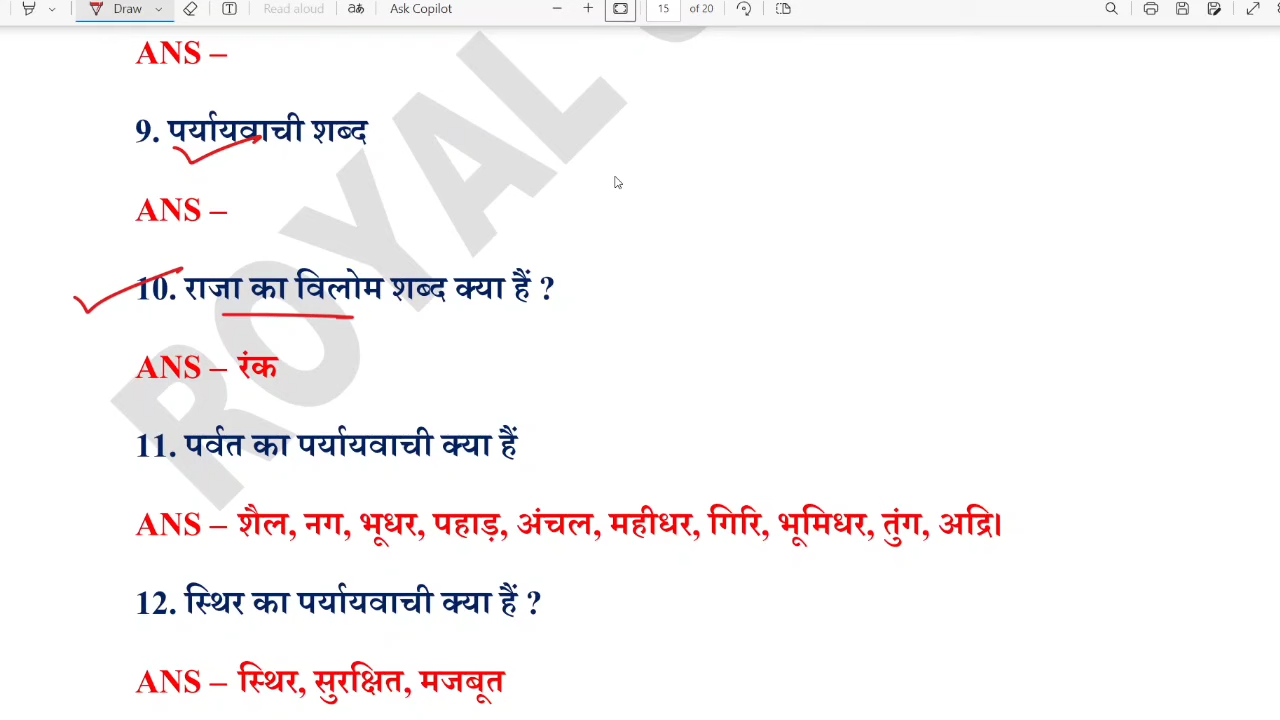 Draw
Read aloud
aあ
Ask Copilot
15
of 20
ANS –
9. पर्यायवाची शब्द
ANS –
10. राजा का विलोम शब्द क्या हैं ?
ANS – रंक
11. पर्वत का पर्यायवाची क्या हैं
ANS – शैल, नग, भूधर, पहाड़, अंचल, महीधर, गिरि, भूमिधर, तुंग, अद्रि।
12. स्थिर का पर्यायवाची क्या हैं ?
ANS – स्थिर, सुरक्षित, मजबूत
ROYAL